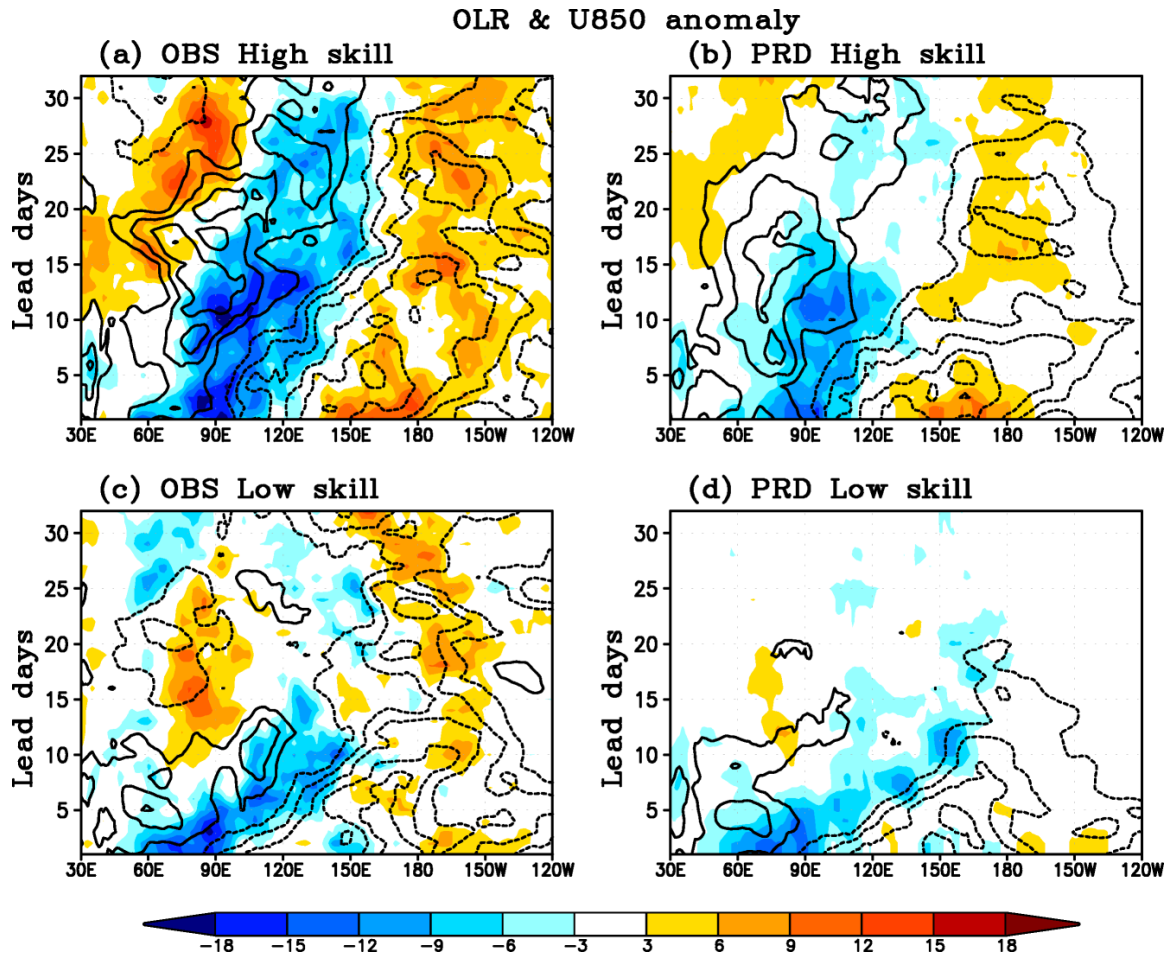 OLR & U850 anomaly
(a) OBS High skill
(b) PRD High skill
Lead days
30
25
20
15
10
5
30E 60E 90E 120E 150E 180 150W 120W
Lead days
30
25
20
15
10
5
30E 60E 90E 120E 150E 180 150W 120W
(c) OBS Low skill
(d) PRD Low skill
Lead days
30
25
20
15
10
5
30E 60E 90E 120E 150E 180 150W 120W
Lead days
30
25
20
15
10
5
30E 60E 90E 120E 150E 180 150W 120W
-18 -15 -12 -9 -6 -3 3 6 9 12 15 18